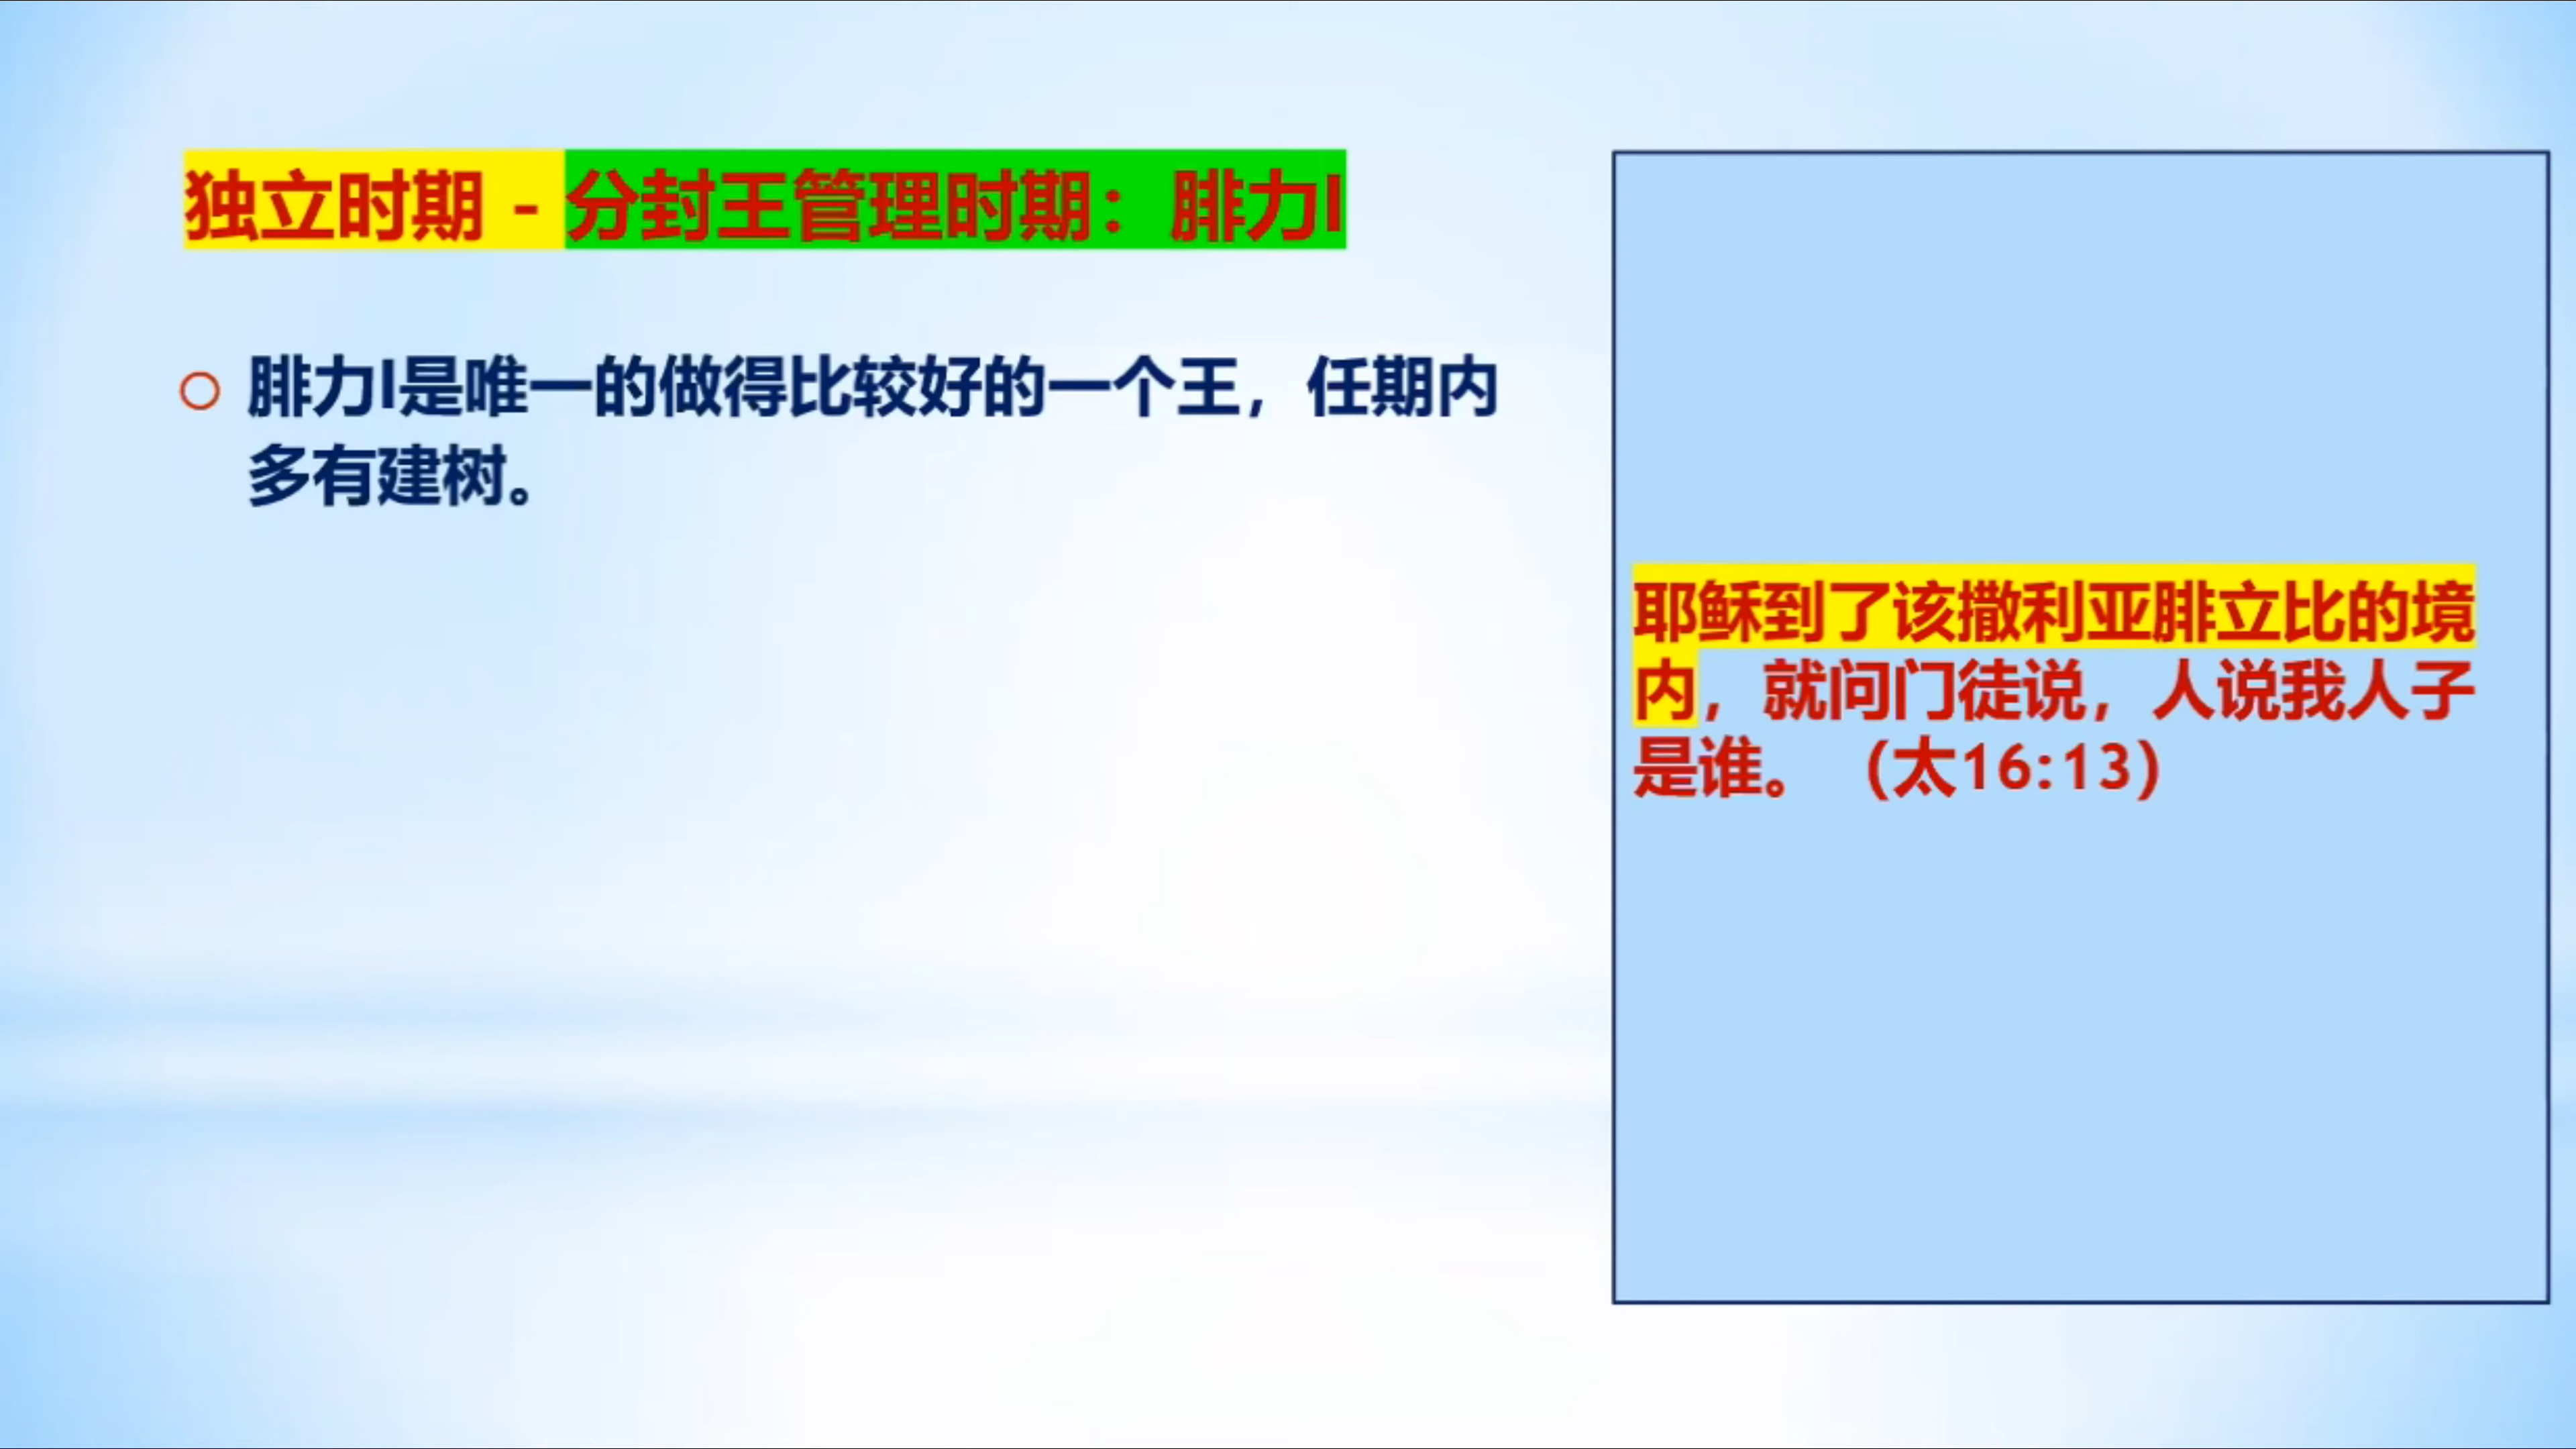 独立时期 - 分封王管理时期：腓力I
腓力I是唯一的做得比较好的一个王，任期内
多有建树。
耶稣到了该撒利亚腓立比的境
内，就问门徒说，人说我人子
是谁。（太16:13）